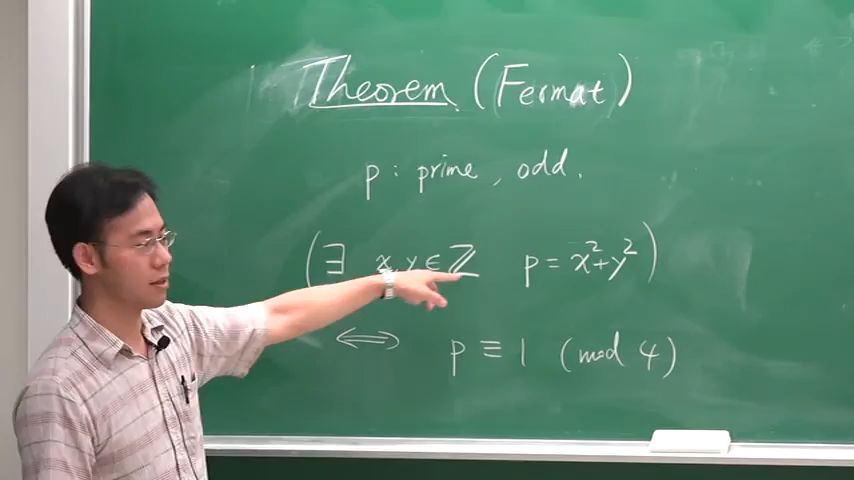 Theorem (Fermat)
p : prime , odd .
(∃ x, y ∈ ℤ p = x²+y²)
⟺ p ≡ 1 (mod 4)